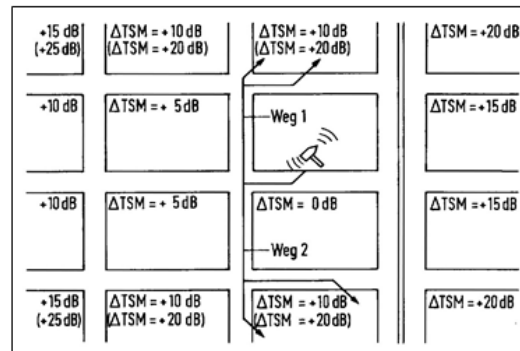 +15 dB
(+25 dB)
ΔTSM = +10 dB
(ΔTSM = +20 dB)
ΔTSM = +10 dB
(ΔTSM = +20 dB)
ΔTSM = +20 dB
+10 dB
ΔTSM = + 5 dB
Weg 1
ΔTSM = +15 dB
+10 dB
ΔTSM = + 5 dB
ΔTSM = 0 dB
ΔTSM = +15 dB
Weg 2
+15 dB
(+25 dB)
ΔTSM = +10 dB
(ΔTSM = +20 dB)
ΔTSM = +10 dB
(ΔTSM = +20 dB)
ΔTSM = +20 dB